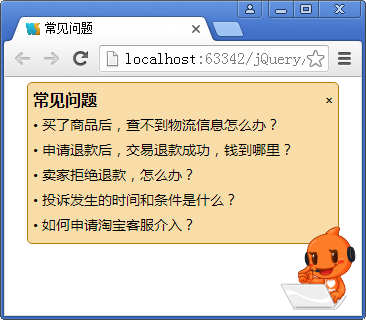 常见问题
localhost:63342/jQuery/
常见问题
• 买了商品后，查不到物流信息怎么办？
• 申请退款后，交易退款成功，钱到哪里？
• 卖家拒绝退款，怎么办？
• 投诉发生的时间和条件是什么？
• 如何申请淘宝客服介入？